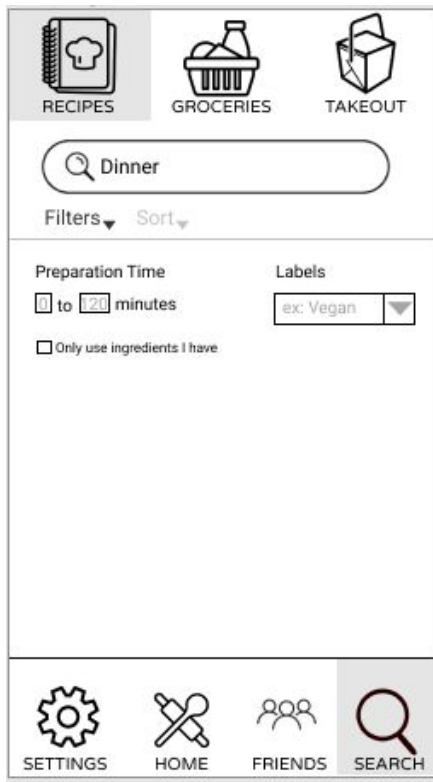 RECIPES GROCERIES TAKEOUT
Dinner
Filters Sort
Preparation Time Labels
0 to 120 minutes ex: Vegan
Only use ingredients I have
SETTINGS HOME FRIENDS SEARCH